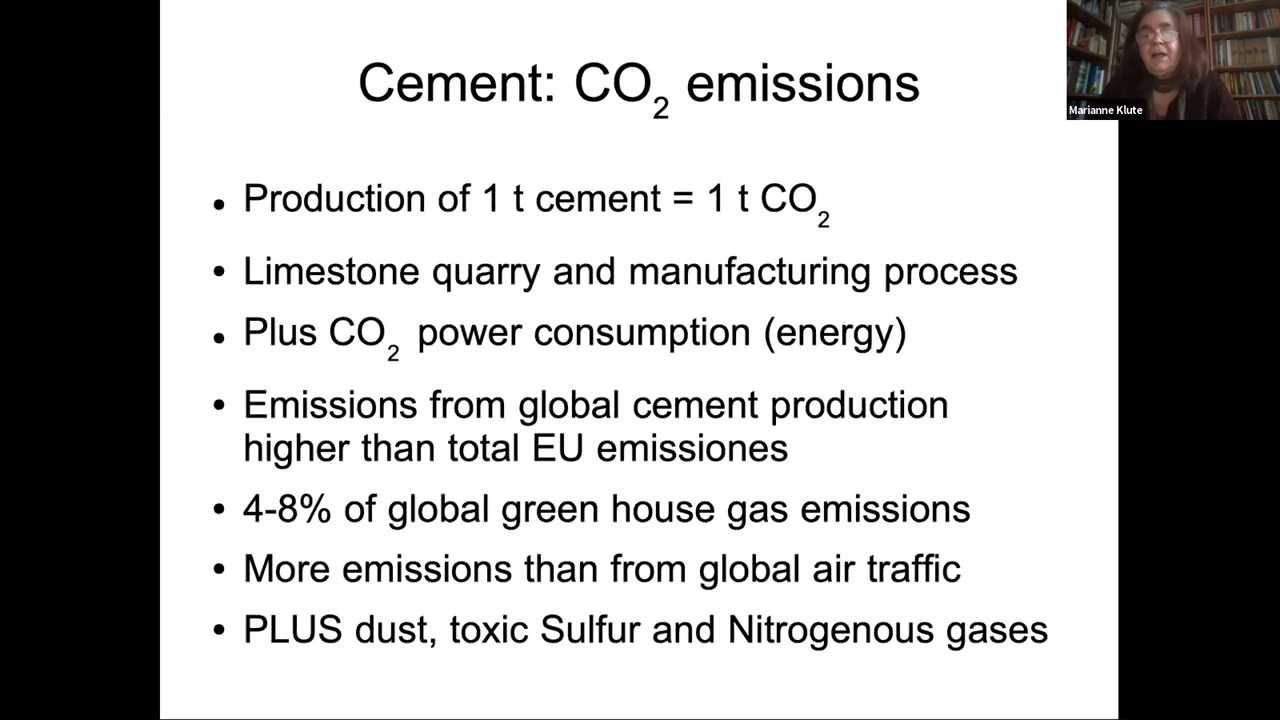 Cement: CO₂ emissions
Marianne Klute
• Production of 1 t cement = 1 t CO₂
• Limestone quarry and manufacturing process
• Plus CO₂ power consumption (energy)
• Emissions from global cement production
higher than total EU emissiones
• 4-8% of global green house gas emissions
• More emissions than from global air traffic
• PLUS dust, toxic Sulfur and Nitrogenous gases